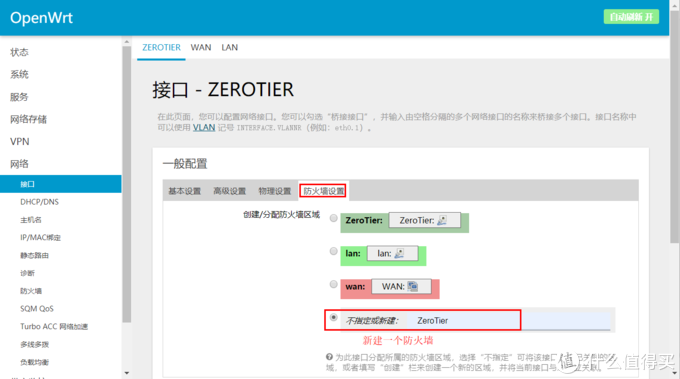 OpenWrt
自动刷新 开
状态
系统
服务
网络存储
VPN
网络
接口
DHCP/DNS
主机名
IP/MAC绑定
静态路由
诊断
防火墙
SQM QoS
Turbo ACC 网络加速
多线多拨
负载均衡
ZEROTIER WAN LAN
接口 - ZEROTIER
在此页面，您可以配置网络接口。您可以勾选“桥接接口”，并输入由空格分隔的多个网络接口的名称来桥接多个接口。接口名称中
可以使用 VLAN 记号 INTERFACE.VLANNR（例如：eth0.1）。
一般配置
基本设置 高级设置 物理设置 防火墙设置
创建/分配防火墙区域
ZeroTier: ZeroTier:
lan: lan:
wan: WAN:
不指定或新建： ZeroTier
新建一个防火墙
为此接口分配所属的防火墙区域，选择“不指定”可将该接口
域，或者填写“创建”栏来创建一个新的区域，并将当前接口与
值 什么值得买